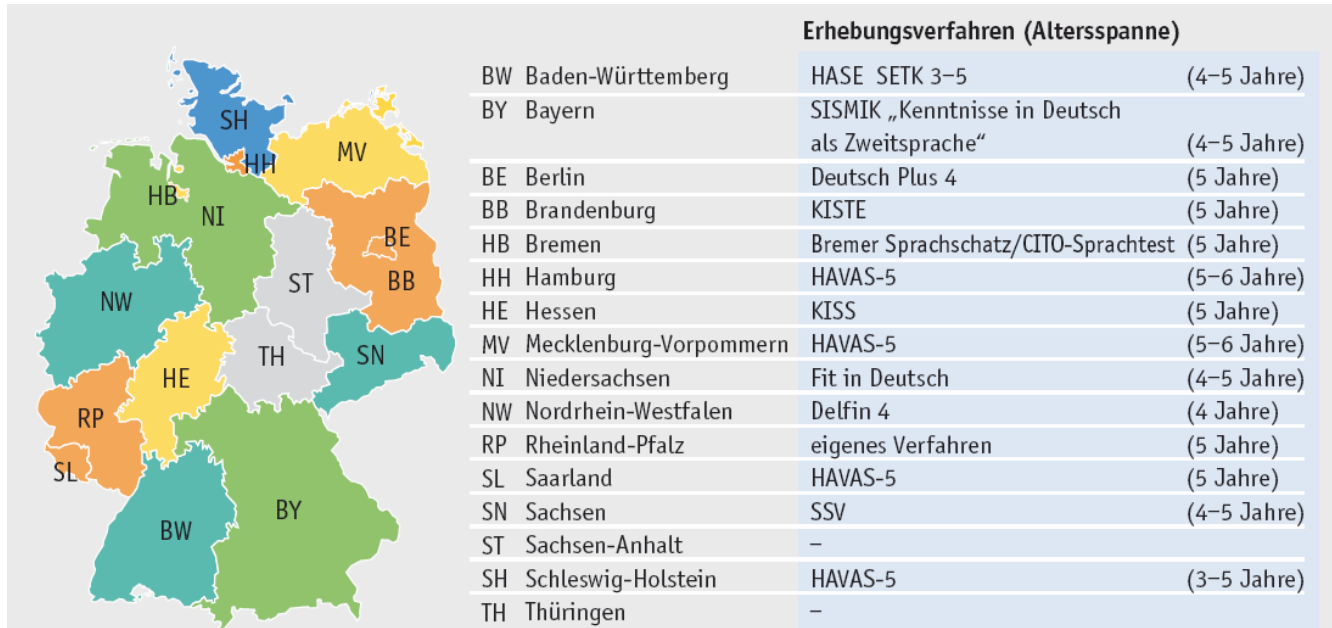 Erhebungsverfahren (Altersspanne)
BW Baden-Württemberg HASE SETK 3–5 (4–5 Jahre)
BY Bayern SISMIK „Kenntnisse in Deutsch
als Zweitsprache“ (4–5 Jahre)
BE Berlin Deutsch Plus 4 (5 Jahre)
BB Brandenburg KISTE (5 Jahre)
HB Bremen Bremer Sprachschatz/CITO-Sprachtest (5 Jahre)
HH Hamburg HAVAS-5 (5–6 Jahre)
HE Hessen KISS (5 Jahre)
MV Mecklenburg-Vorpommern HAVAS-5 (5–6 Jahre)
NI Niedersachsen Fit in Deutsch (4–5 Jahre)
NW Nordrhein-Westfalen Delfin 4 (4 Jahre)
RP Rheinland-Pfalz eigenes Verfahren (5 Jahre)
SL Saarland HAVAS-5 (5 Jahre)
SN Sachsen SSV (4–5 Jahre)
ST Sachsen-Anhalt –
SH Schleswig-Holstein HAVAS-5 (3–5 Jahre)
TH Thüringen –
SH
HH
MV
HB
NI
BE
BB
ST
NW
TH
SN
HE
RP
SL
BY
BW